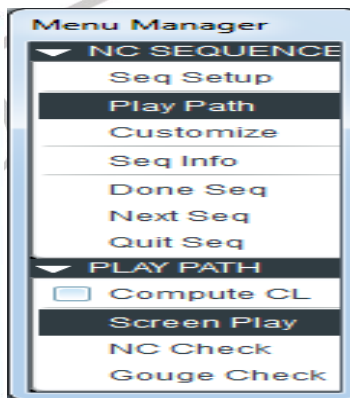 Menu Manager
NC SEQUENCE
Seq Setup
Play Path
Customize
Seq Info
Done Seq
Next Seq
Quit Seq
PLAY PATH
Compute CL
Screen Play
NC Check
Gouge Check